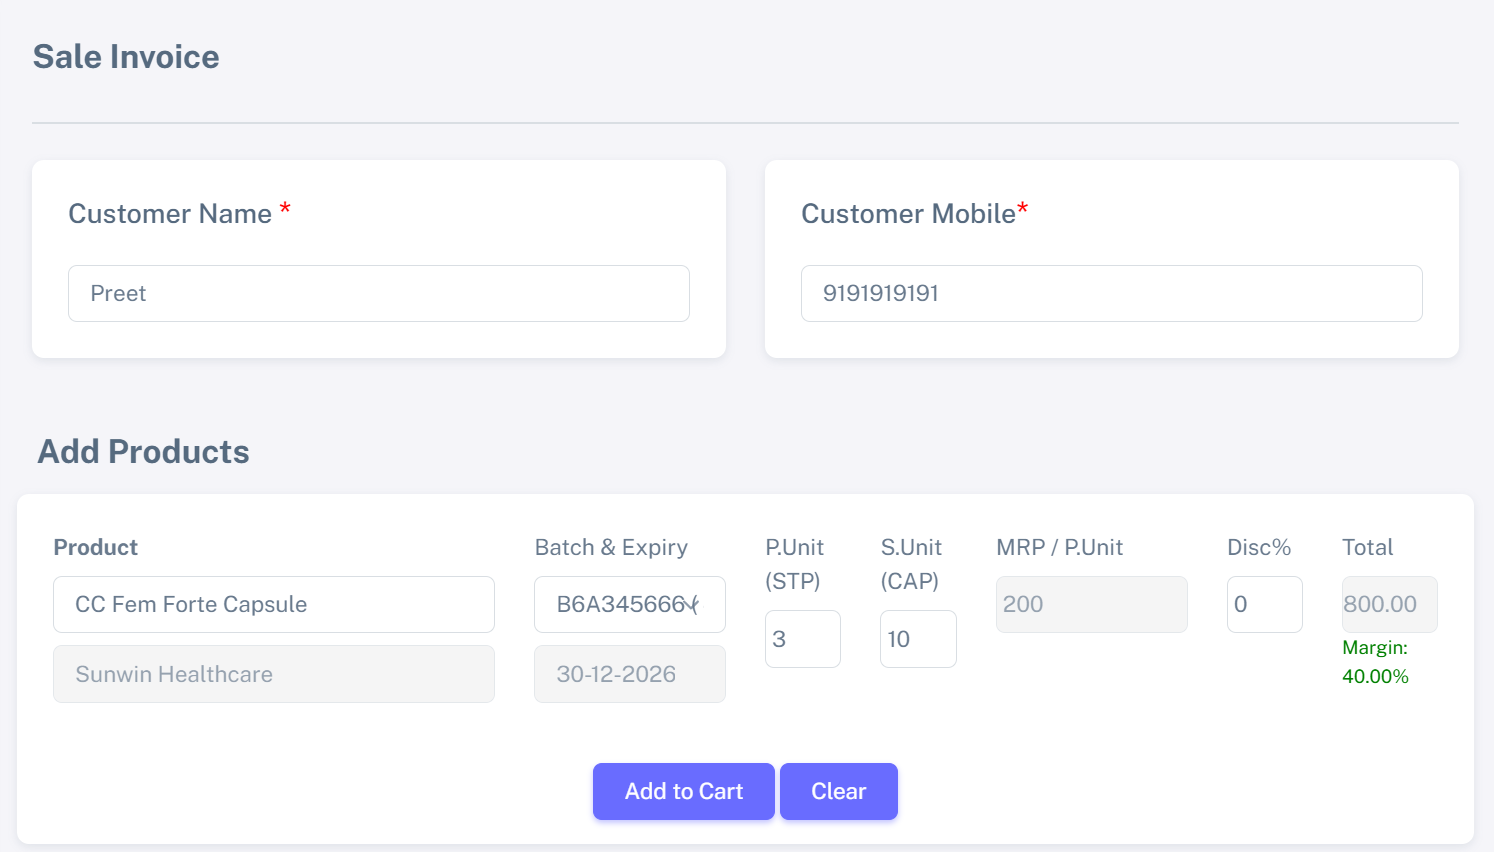 Sale Invoice
Customer Name *
Customer Mobile*
Preet
9191919191
Add Products
Product
Batch & Expiry
P.Unit
(STP)
S.Unit
(CAP)
MRP / P.Unit
Disc%
Total
CC Fem Forte Capsule
B6A345666 (
3
10
200
0
800.00
Margin:
40.00%
Sunwin Healthcare
30-12-2026
Add to Cart
Clear